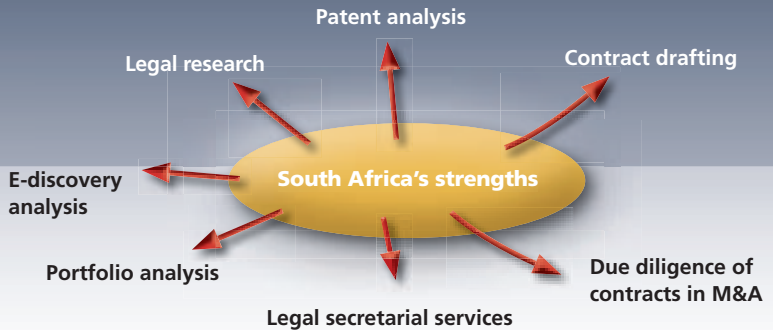 Patent analysis
Legal research
Contract drafting
South Africa's strengths
E-discovery
analysis
Portfolio analysis
Due diligence of
contracts in M&A
Legal secretarial services